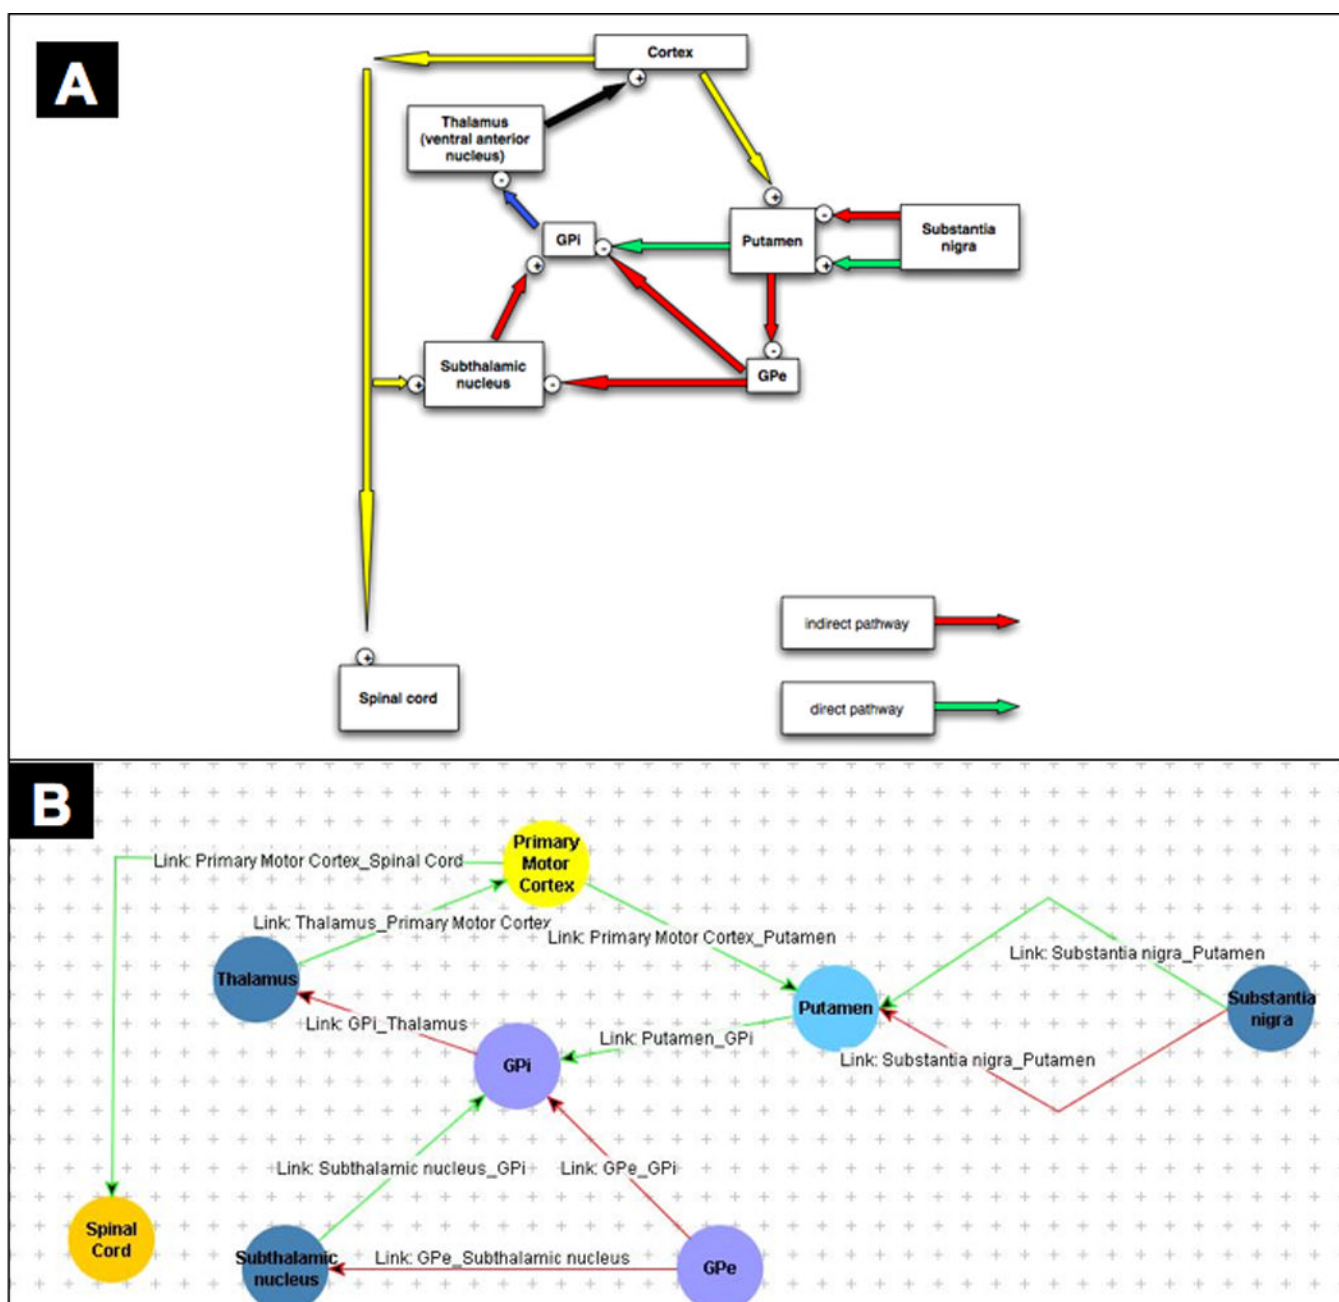 A
Cortex
Thalamus
(ventral anterior
nucleus)
+
+
-
GPi
-
Putamen
-
+
Substantia
nigra
+
-
Subthalamic
nucleus
+
-
GPe
+
Spinal cord
indirect pathway
direct pathway
B
Primary
Motor
Cortex
Link: Primary Motor Cortex_Spinal Cord
Link: Thalamus_Primary Motor Cortex
Link: Primary Motor Cortex_Putamen
Link: Substantia nigra_Putamen
Thalamus
Putamen
Substantia
nigra
Link: GPi_Thalamus
Link: Putamen_GPi
Link: Substantia nigra_Putamen
GPi
Link: Subthalamic nucleus_GPi
Link: GPe_GPi
Spinal
Cord
Subthalamic
nucleus
Link: GPe_Subthalamic nucleus
GPe